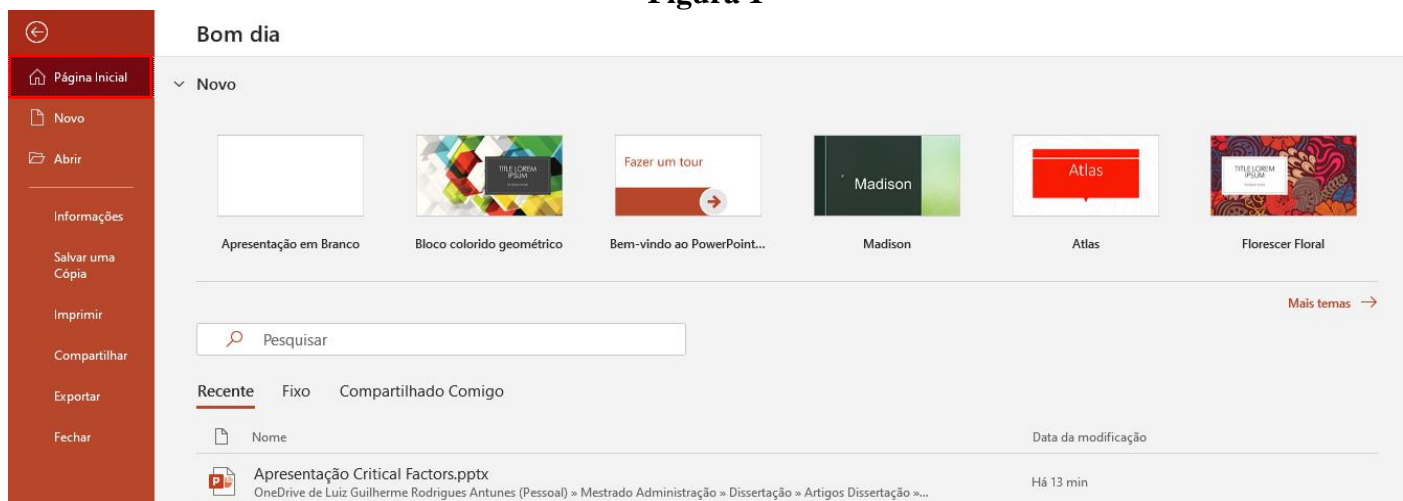 Bom dia
Página Inicial
Novo
Novo
Abrir
Fazer um tour
TITLE LOREM
IPSUM
Madison
Atlas
TITLE LOREM
IPSUM
Apresentação em Branco
Bloco colorido geométrico
Bem-vindo ao PowerPoint...
Madison
Atlas
Florescer Floral
Informações
Salvar uma
Cópia
Imprimir
Compartilhar
Exportar
Fechar
Mais temas
Pesquisar
Recente Fixo Compartilhado Comigo
Nome Data da modificação
Apresentação Critical Factors.pptx
OneDrive de Luiz Guilherme Rodrigues Antunes (Pessoal) » Mestrado Administração » Dissertação » Artigos Dissertação »...
Há 13 min